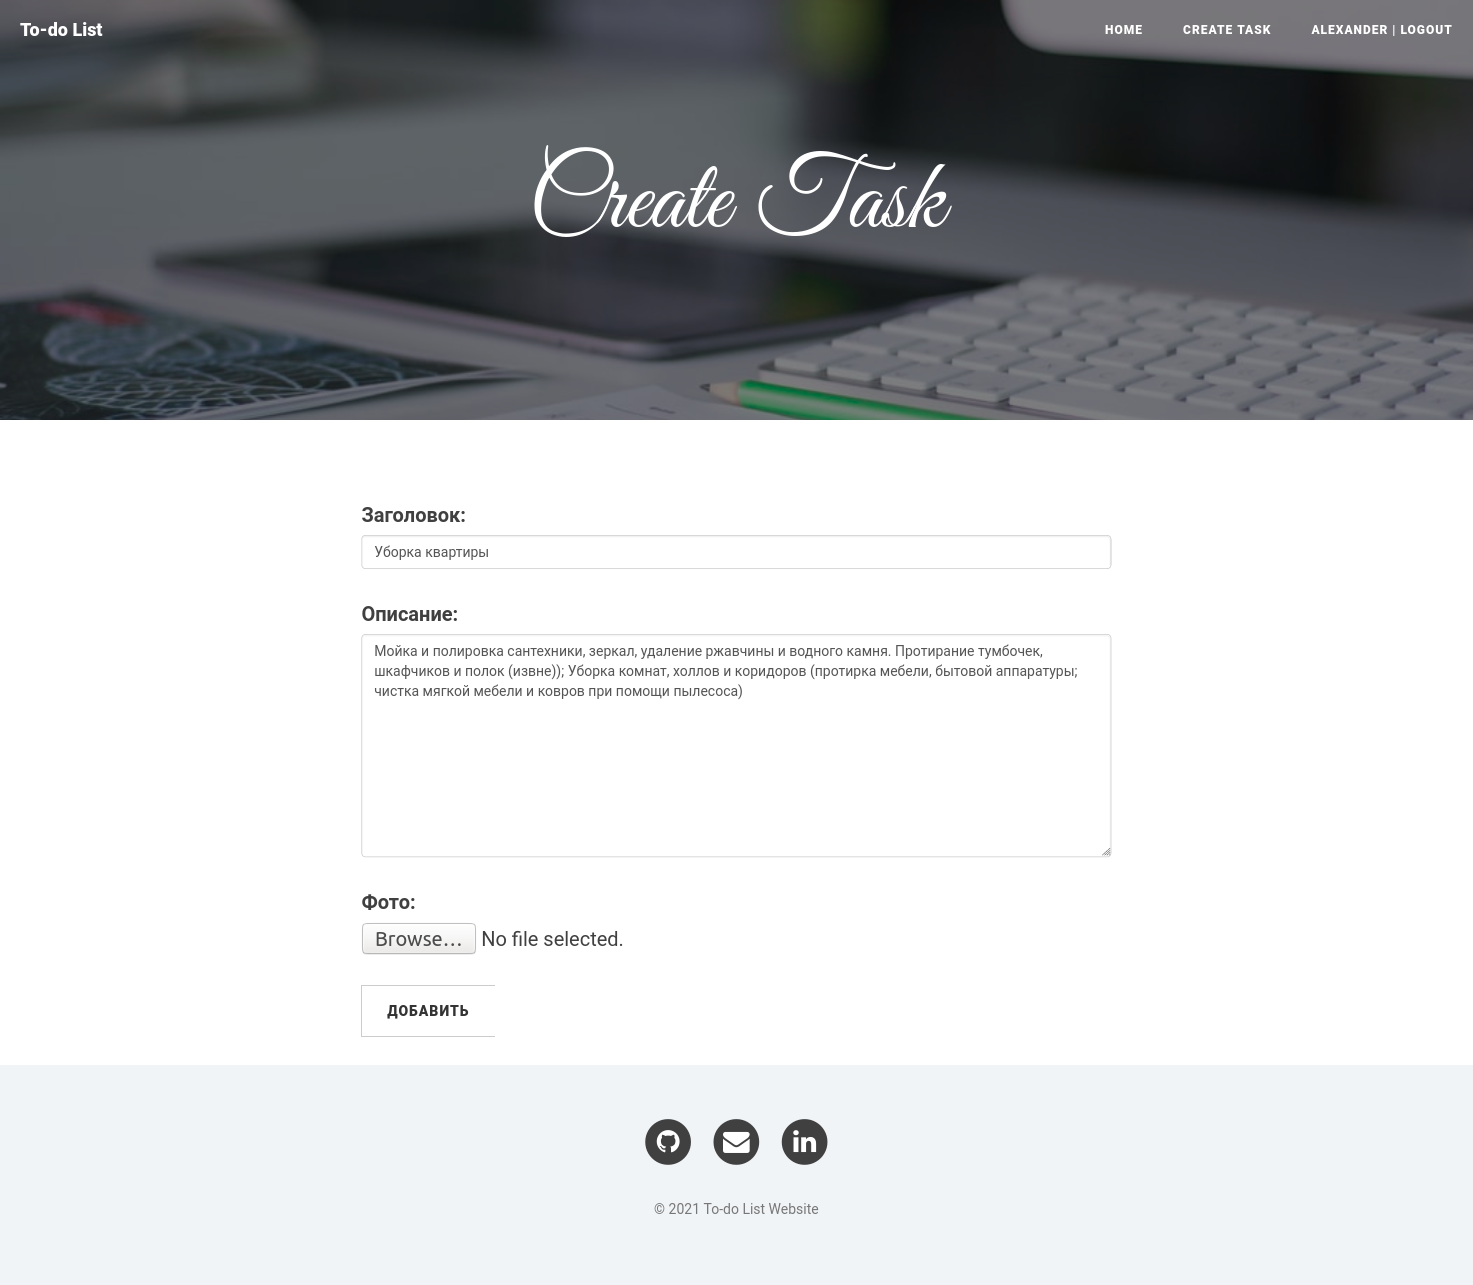 To-do List
HOME CREATE TASK ALEXANDER | LOGOUT
Create Task
Заголовок:
Уборка квартиры
Описание:
Мойка и полировка сантехники, зеркал, удаление ржавчины и водного камня. Протирание тумбочек,
шкафчиков и полок (извне)); Уборка комнат, холлов и коридоров (протирка мебели, бытовой аппаратуры;
чистка мягкой мебели и ковров при помощи пылесоса)
Фото:
Browse... No file selected.
ДОБАВИТЬ
in
© 2021 To-do List Website